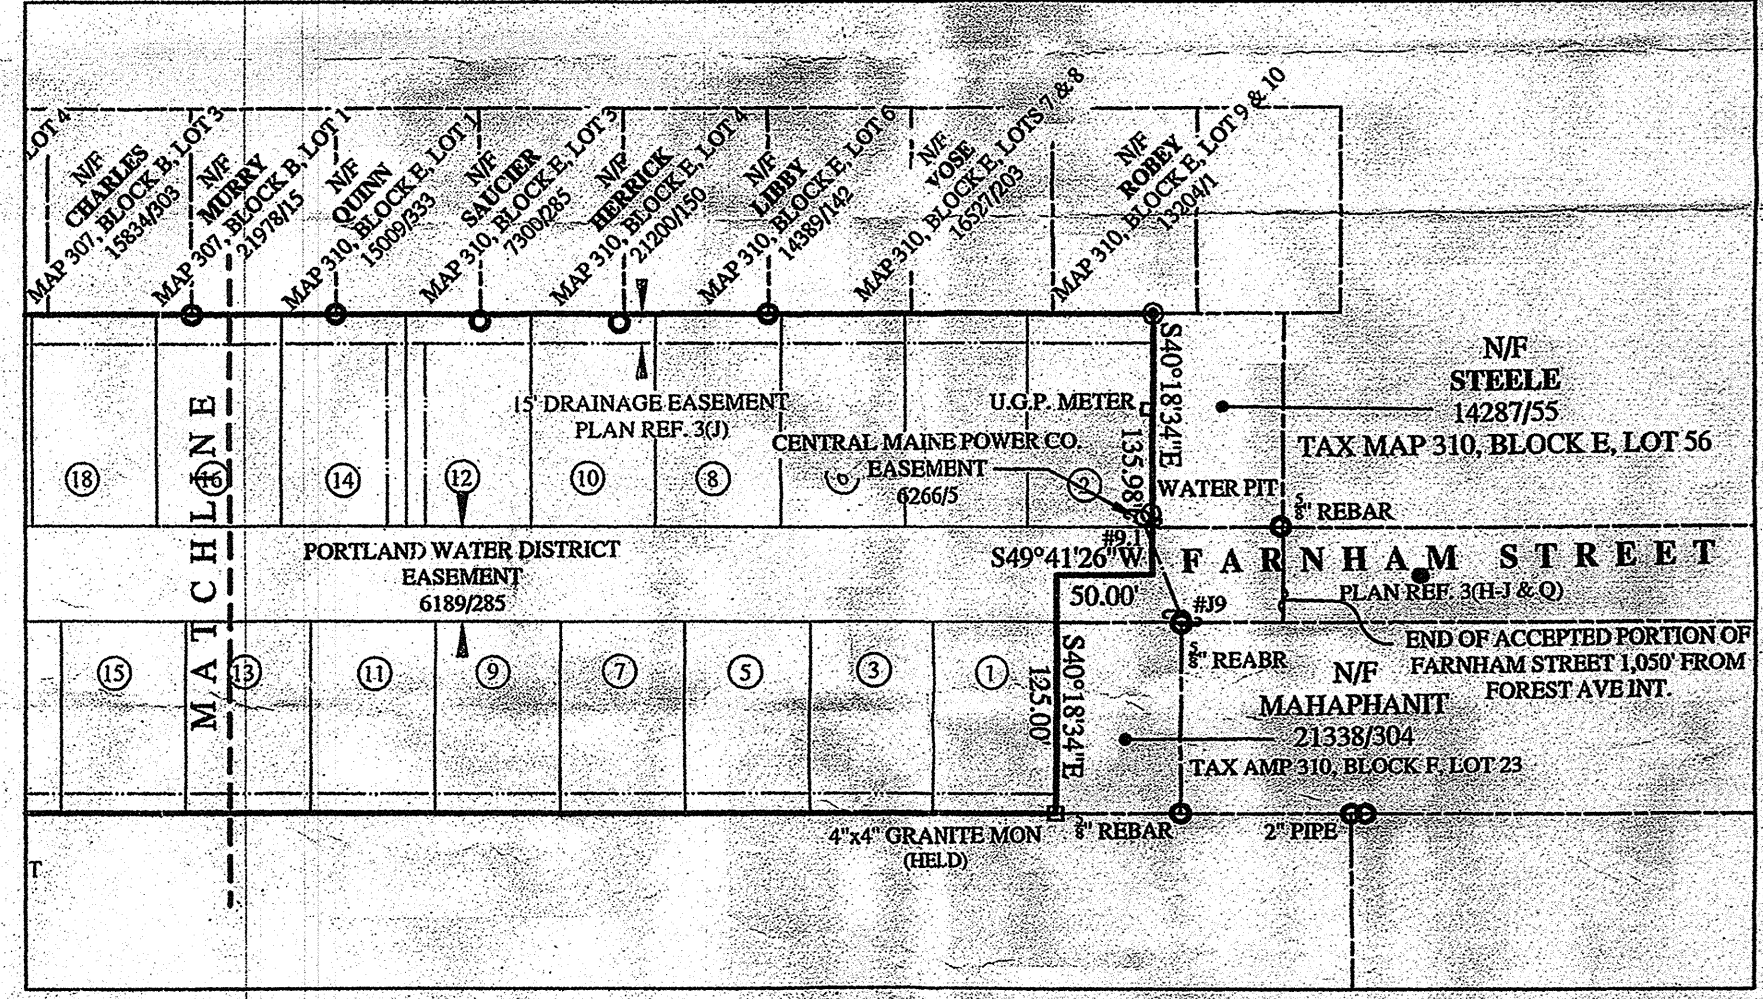 LOT 4
N/F
CHARLES
MAP 307, BLOCK B, LOT 3
15834/303
N/F
MURRY
MAP 307, BLOCK B, LOT 1
21978/15
N/F
QUINN
MAP 310, BLOCK E, LOT 1
15009/333
N/F
SAUCIER
MAP 310, BLOCK E, LOT 3
7300/285
N/F
HERRICK
MAP 310, BLOCK E, LOT 4
21200/150
N/F
LIBBY
MAP 310, BLOCK E, LOT 6
14389/142
N/F
VOSE
MAP 310, BLOCK E, LOTS 7 & 8
16527/203
N/F
ROBEY
MAP 310, BLOCK E, LOT 9 & 10
13204/1
N/F
STEELE
14287/55
TAX MAP 310, BLOCK E, LOT 56
S40°18'34"E
135.98'
15' DRAINAGE EASEMENT
PLAN REF. 3(J)
U.G.P. METER
CENTRAL MAINE POWER CO.
EASEMENT
6266/5
18
16
14
12
10
8
6
2
WATER PIT
5/8" REBAR
#9.1
S49°41'26"W
50.00'
FARNHAM STREET
PLAN REF. 3(H-J & Q)
PORTLAND WATER DISTRICT
EASEMENT
6189/285
MATCHLINE
#J9
END OF ACCEPTED PORTION OF
FARNHAM STREET 1,050' FROM
FOREST AVE INT.
" REABR
15
13
11
9
7
5
3
1
S40°18'34"E
125.00'
N/F
MAHAPHANIT
21338/304
TAX AMP 310, BLOCK F, LOT 23
4"x4" GRANITE MON
(HELD)
" REBAR
2" PIPE
T